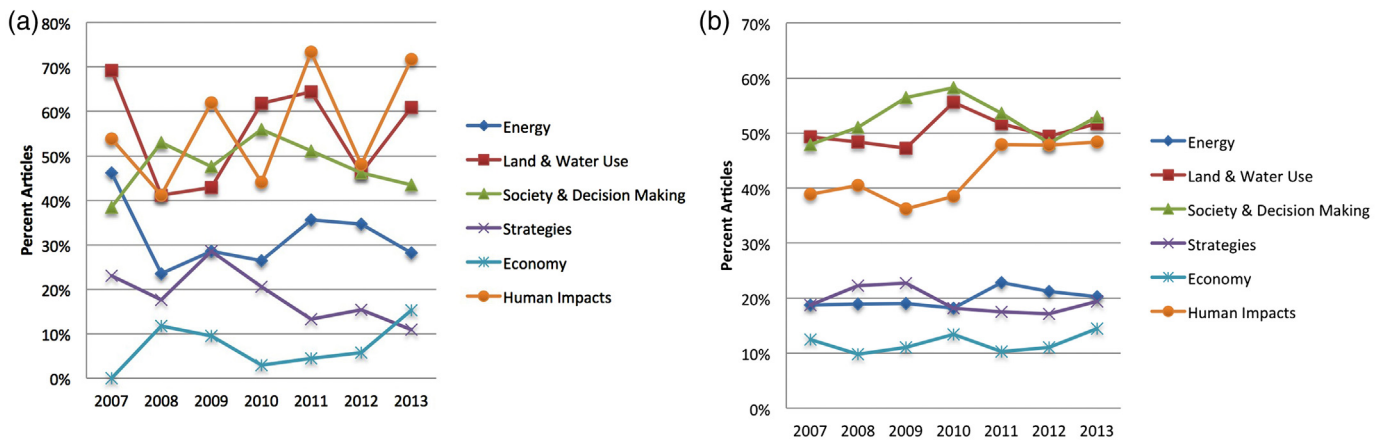 (a)
80%
70%
60%
50%
40%
30%
20%
10%
0%
Percent Articles
2007 2008 2009 2010 2011 2012 2013
Energy
Land & Water Use
Society & Decision Making
Strategies
Economy
Human Impacts
(b)
70%
60%
50%
40%
30%
20%
10%
0%
Percent Articles
2007 2008 2009 2010 2011 2012 2013
Energy
Land & Water Use
Society & Decision Making
Strategies
Economy
Human Impacts